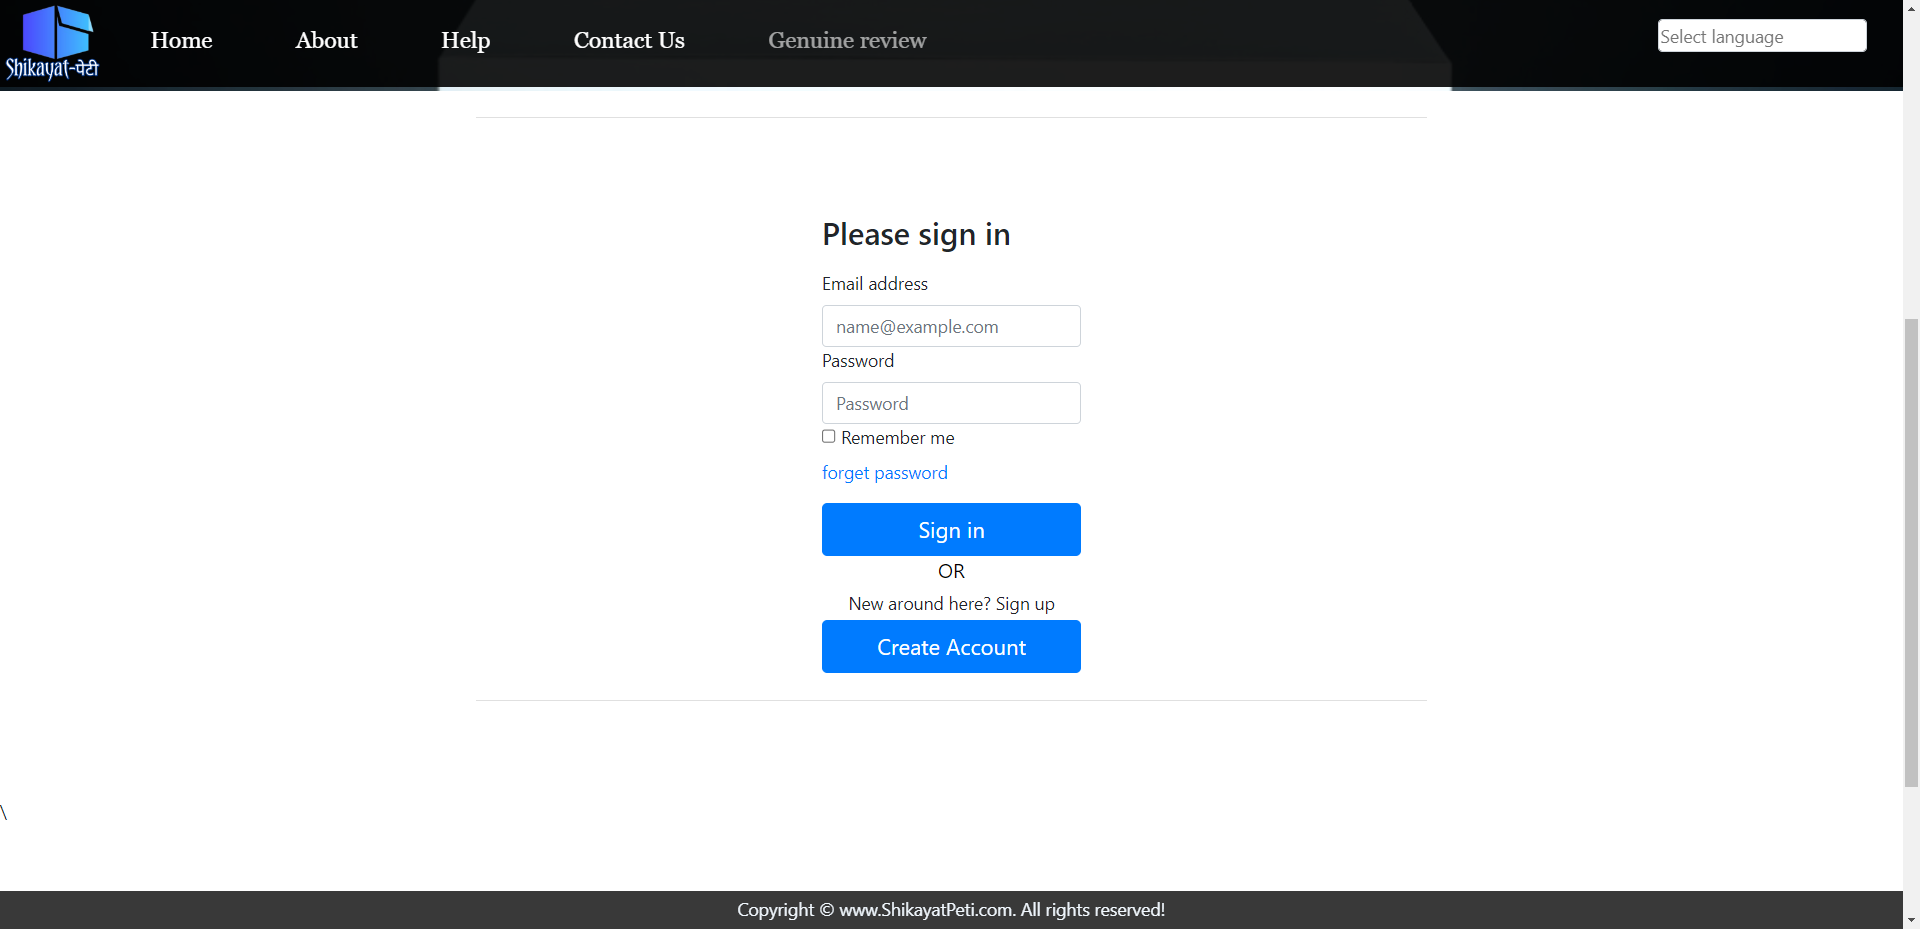 Shikayat-पेटी
Home About Help Contact Us Genuine review Select language
Please sign in
Email address
name@example.com
Password
Password
Remember me
forget password
Sign in
OR
New around here? Sign up
Create Account
\
Copyright © www.ShikayatPeti.com. All rights reserved!